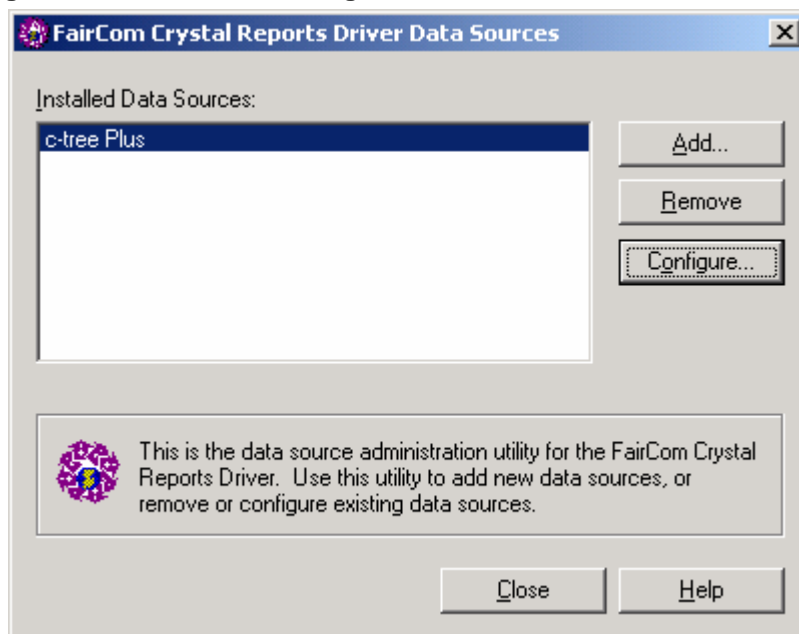 FairCom Crystal Reports Driver Data Sources
Installed Data Sources:
c-tree Plus
Add...
Remove
Configure...
This is the data source administration utility for the FairCom Crystal
Reports Driver. Use this utility to add new data sources, or
remove or configure existing data sources.
Close
Help